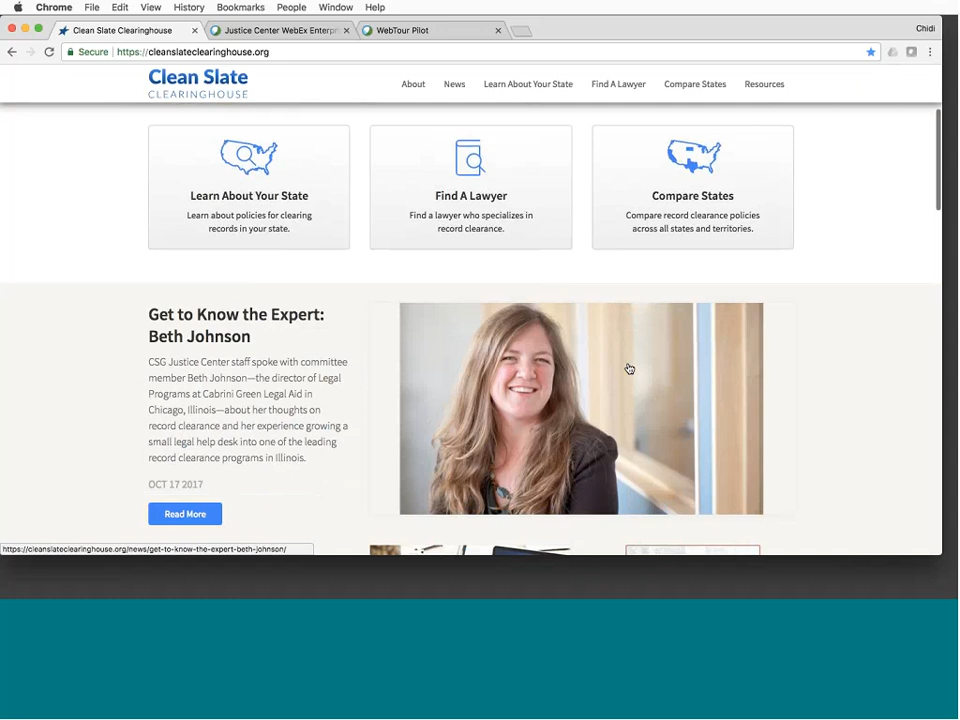 Chrome File Edit View History Bookmarks People Window Help
Clean Slate Clearinghouse × Justice Center WebEx Enterpr × WebTour Pilot × Chidi
Secure https://cleanslateclearinghouse.org
Clean Slate
CLEARINGHOUSE
About News Learn About Your State Find A Lawyer Compare States Resources
Learn About Your State
Learn about policies for clearing
records in your state.
Find A Lawyer
Find a lawyer who specializes in
record clearance.
Compare States
Compare record clearance policies
across all states and territories.
Get to Know the Expert:
Beth Johnson
CSG Justice Center staff spoke with committee
member Beth Johnson—the director of Legal
Programs at Cabrini Green Legal Aid in
Chicago, Illinois—about her thoughts on
record clearance and her experience growing a
small legal help desk into one of the leading
record clearance programs in Illinois.
OCT 17 2017
Read More
https://cleanslateclearinghouse.org/news/get-to-know-the-expert-beth-johnson/